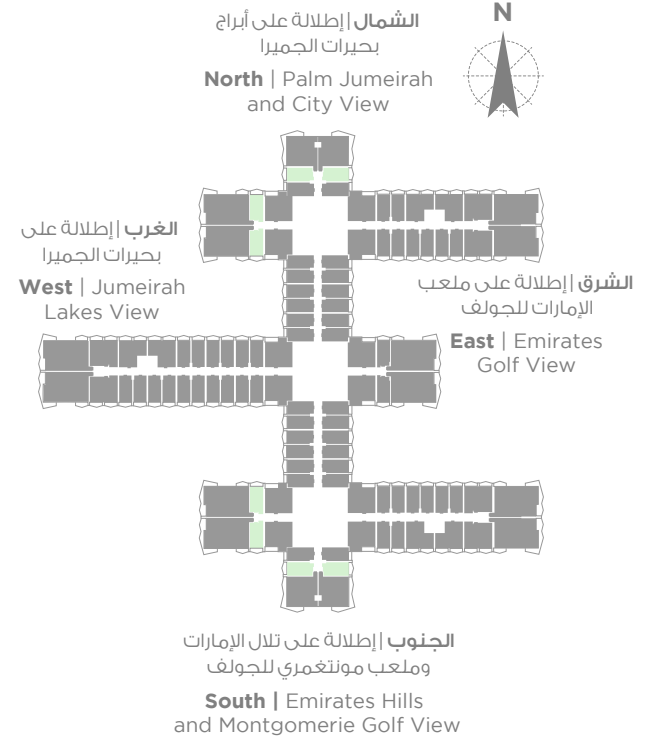 الشمال | إطلالة على أبراج
بحيرات الجميرا
North | Palm Jumeirah
and City View
N
الغرب | إطلالة على
بحيرات الجميرا
West | Jumeirah
Lakes View
الشرق | إطلالة على ملعب
الإمارات للجولف
East | Emirates
Golf View
الجنوب | إطلالة على تلال الإمارات
وملعب مونتغمري للجولف
South | Emirates Hills
and Montgomerie Golf View